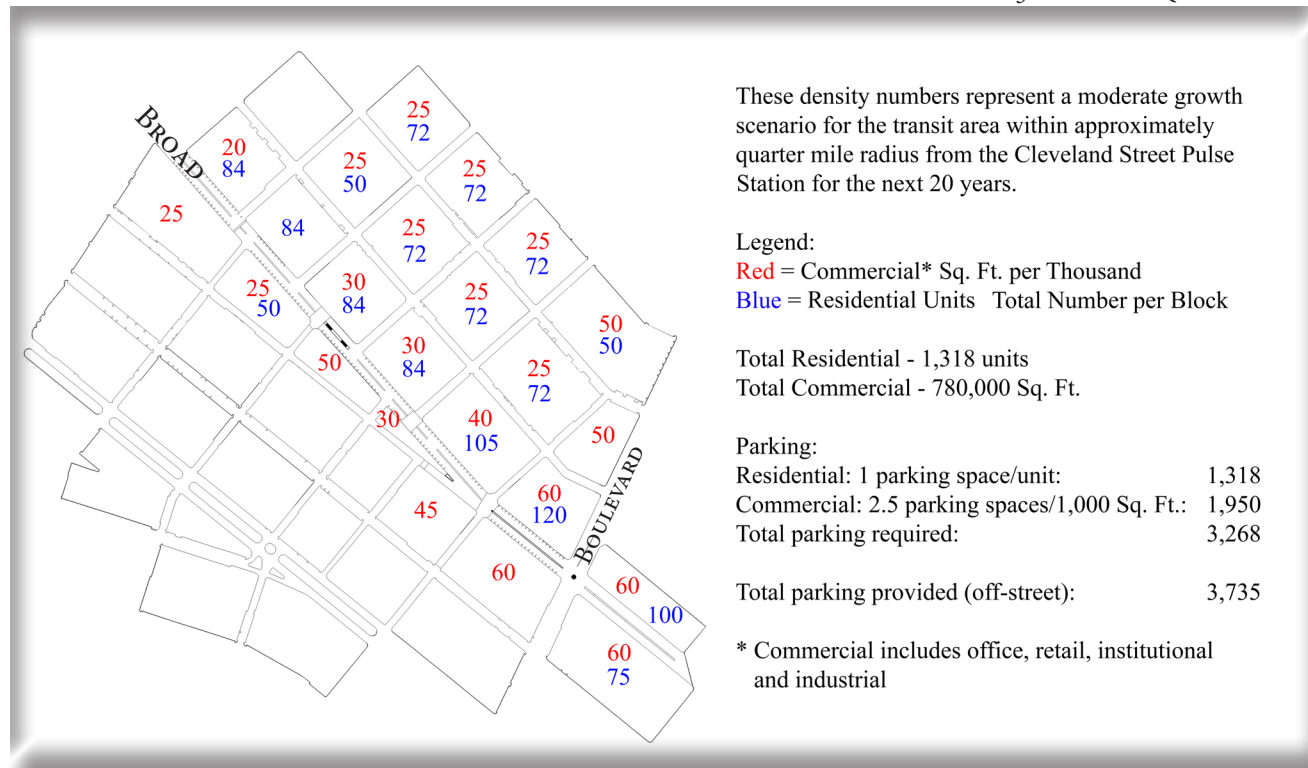 BROAD
25
72
20
84
25
50
25
72
25
84
25
72
25
72
25
50
30
84
25
72
50
50
50
30
84
25
72
30
40
105
50
45
60
120
BOULEVARD
60
60
100
60
75
These density numbers represent a moderate growth
scenario for the transit area within approximately
quarter mile radius from the Cleveland Street Pulse
Station for the next 20 years.
Legend:
Red = Commercial* Sq. Ft. per Thousand
Blue = Residential Units   Total Number per Block
Total Residential - 1,318 units
Total Commercial - 780,000 Sq. Ft.
Parking:
Residential: 1 parking space/unit: 1,318
Commercial: 2.5 parking spaces/1,000 Sq. Ft.: 1,950
Total parking required: 3,268
Total parking provided (off-street): 3,735
* Commercial includes office, retail, institutional
and industrial